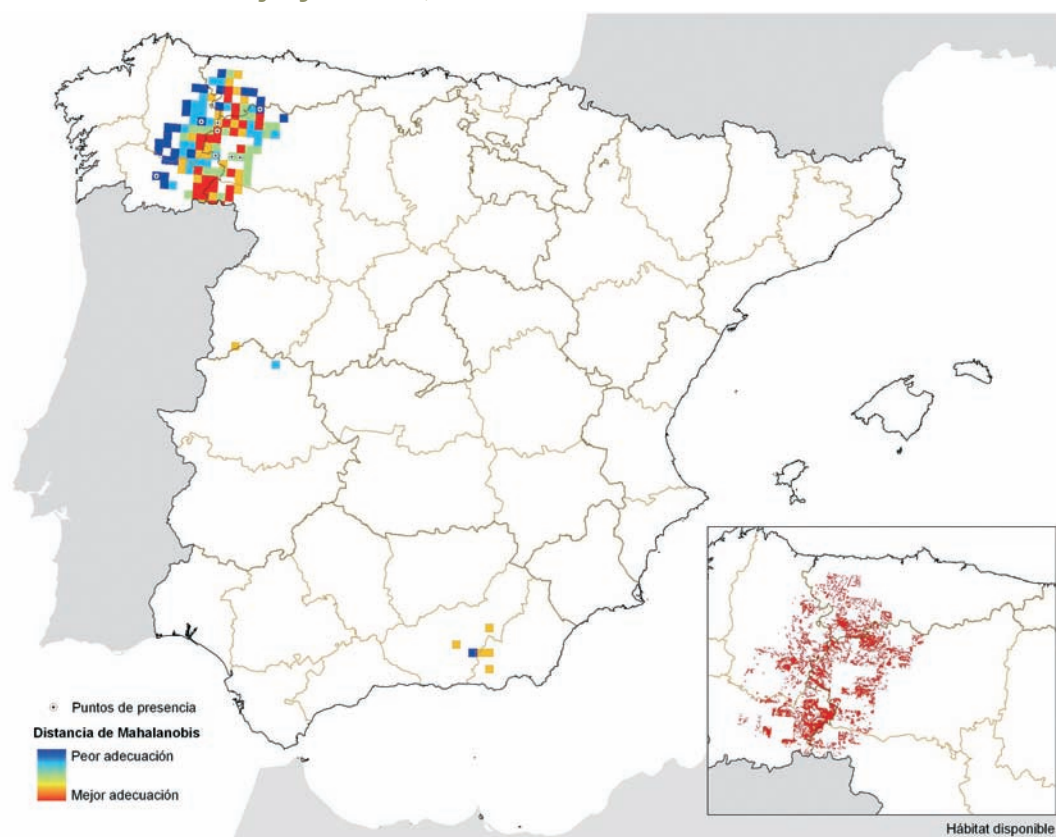 Puntos de presencia
Distancia de Mahalanobis
Peor adecuación
Mejor adecuación
Hábitat disponible